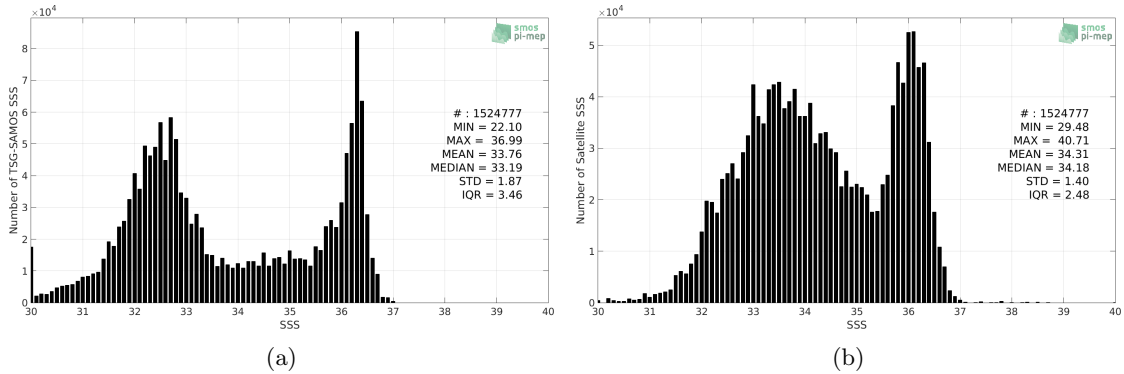 ×10⁴
smos
pi-mep
Number of TSG-SAMOS SSS
8
7
6
5
4
3
2
1
0
# : 1524777
MIN = 22.10
MAX = 36.99
MEAN = 33.76
MEDIAN = 33.19
STD = 1.87
IQR = 3.46
30 31 32 33 34 35 36 37 38 39 40
SSS
(a)
×10⁴
smos
pi-mep
Number of Satellite SSS
5
4
3
2
1
0
# : 1524777
MIN = 29.48
MAX = 40.71
MEAN = 34.31
MEDIAN = 34.18
STD = 1.40
IQR = 2.48
30 31 32 33 34 35 36 37 38 39 40
SSS
(b)